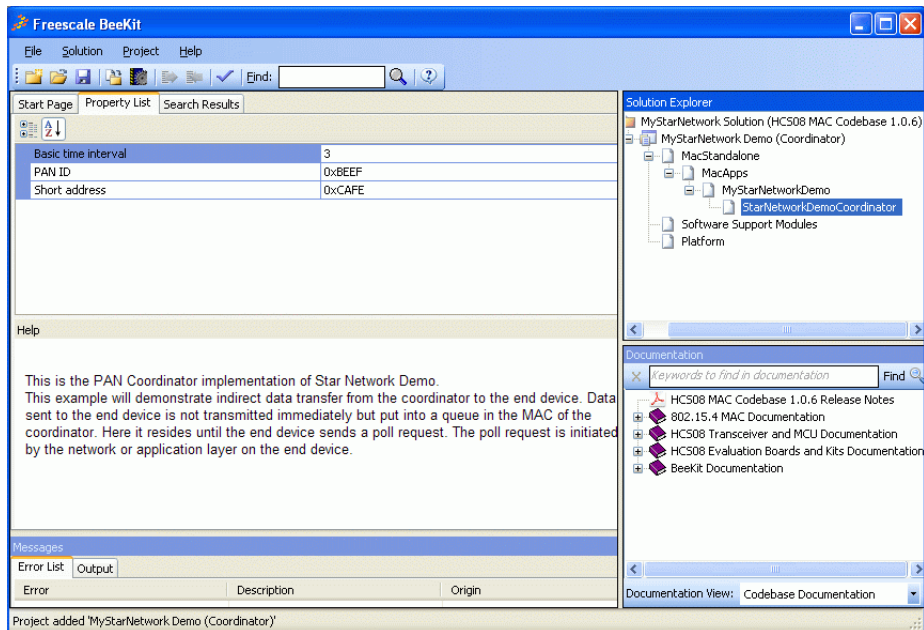 Freescale BeeKit
File Solution Project Help
Find:
Start Page Property List Search Results
Basic time interval 3
PAN ID 0xBEEF
Short address 0xCAFE
Help
This is the PAN Coordinator implementation of Star Network Demo.
This example will demonstrate indirect data transfer from the coordinator to the end device. Data
sent to the end device is not transmitted immediately but put into a queue in the MAC of the
coordinator. Here it resides until the end device sends a poll request. The poll request is initiated
by the network or application layer on the end device.
Messages
Error List Output
Error Description Origin
Solution Explorer
MyStarNetwork Solution (HCS08 MAC Codebase 1.0.6)
MyStarNetwork Demo (Coordinator)
MacStandalone
MacApps
MyStarNetworkDemo
StarNetworkDemoCoordinator
Software Support Modules
Platform
Documentation
Keywords to find in documentation Find
HCS08 MAC Codebase 1.0.6 Release Notes
802.15.4 MAC Documentation
HCS08 Transceiver and MCU Documentation
HCS08 Evaluation Boards and Kits Documentation
BeeKit Documentation
Documentation View: Codebase Documentation
Project added 'MyStarNetwork Demo (Coordinator)'